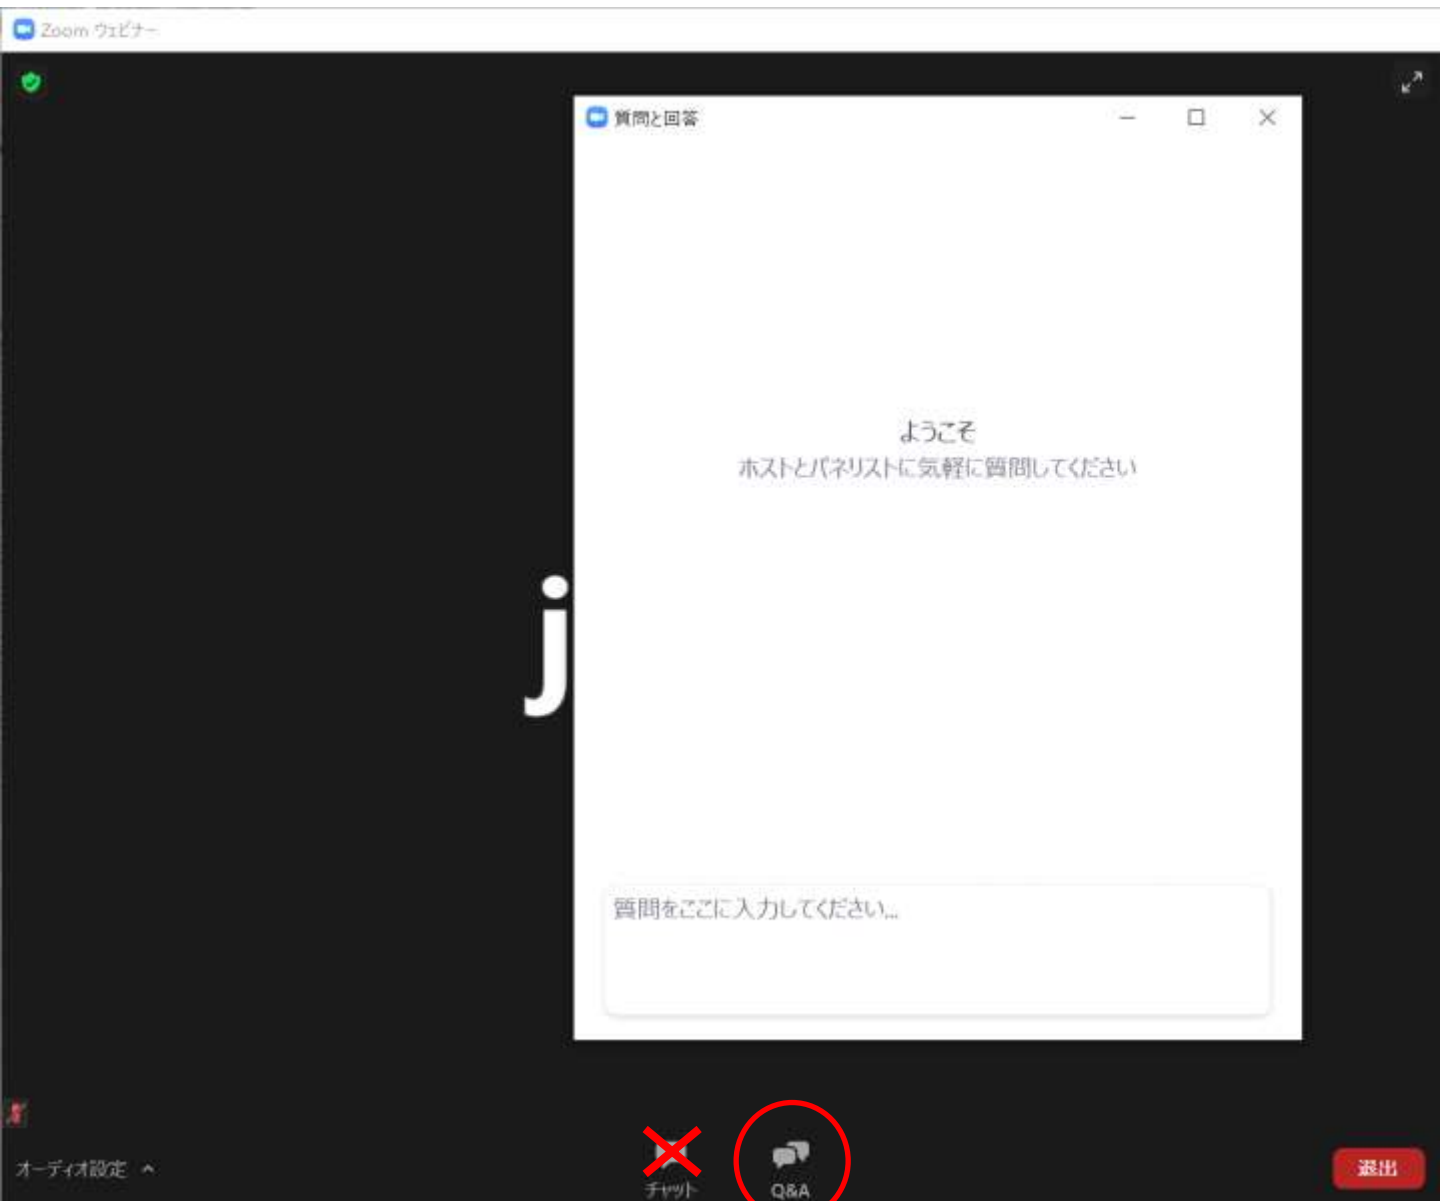 Zoom ウェビナー
質問と回答
ようこそ
ホストとパネリストに気軽に質問してください
j
質問をここに入力してください...
オーディオ設定
チャット
Q&A
退出